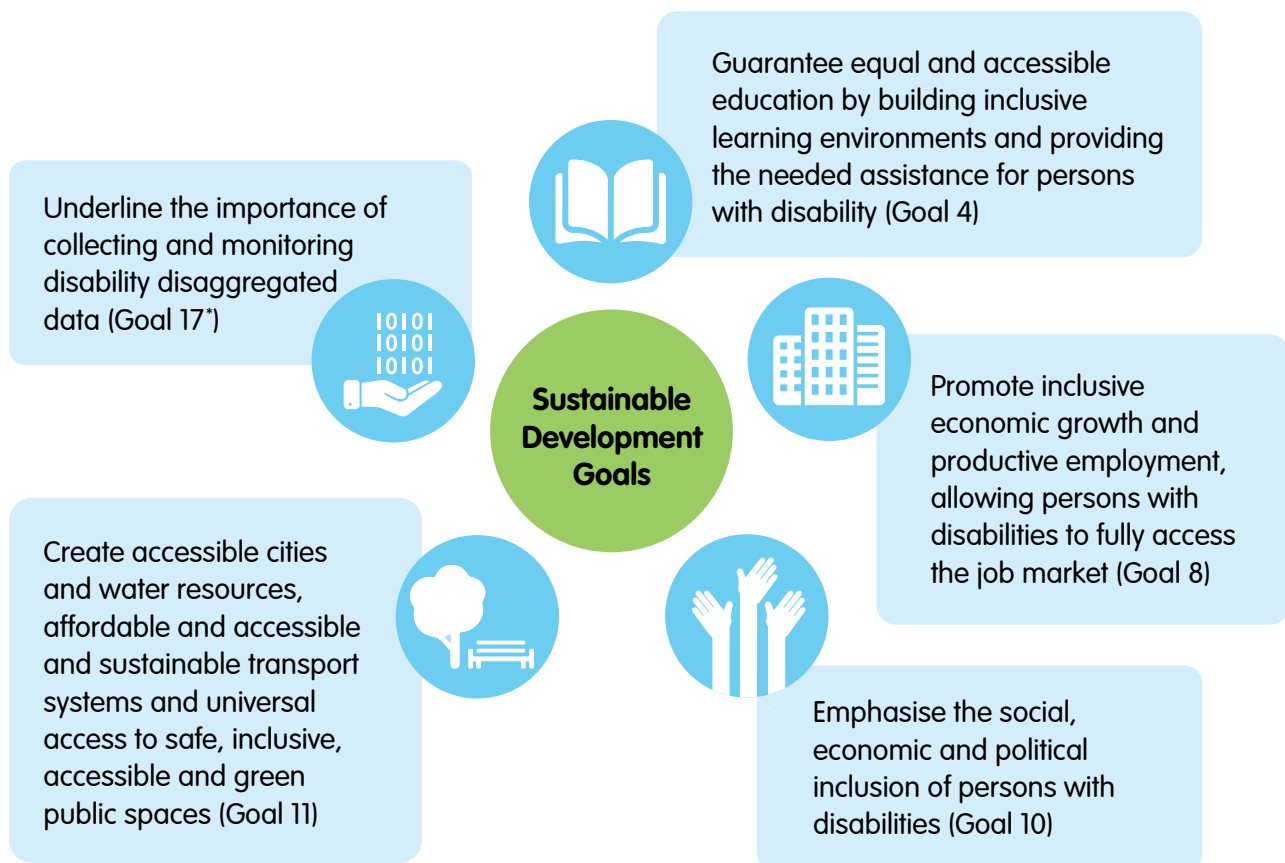 Guarantee equal and accessible
education by building inclusive
learning environments and providing
the needed assistance for persons
with disability (Goal 4)
Underline the importance of
collecting and monitoring
disability disaggregated
data (Goal 17*)
10101
10101
10101
Sustainable
Development
Goals
Promote inclusive
economic growth and
productive employment,
allowing persons with
disabilities to fully access
the job market (Goal 8)
Create accessible cities
and water resources,
affordable and accessible
and sustainable transport
systems and universal
access to safe, inclusive,
accessible and green
public spaces (Goal 11)
Emphasise the social,
economic and political
inclusion of persons with
disabilities (Goal 10)